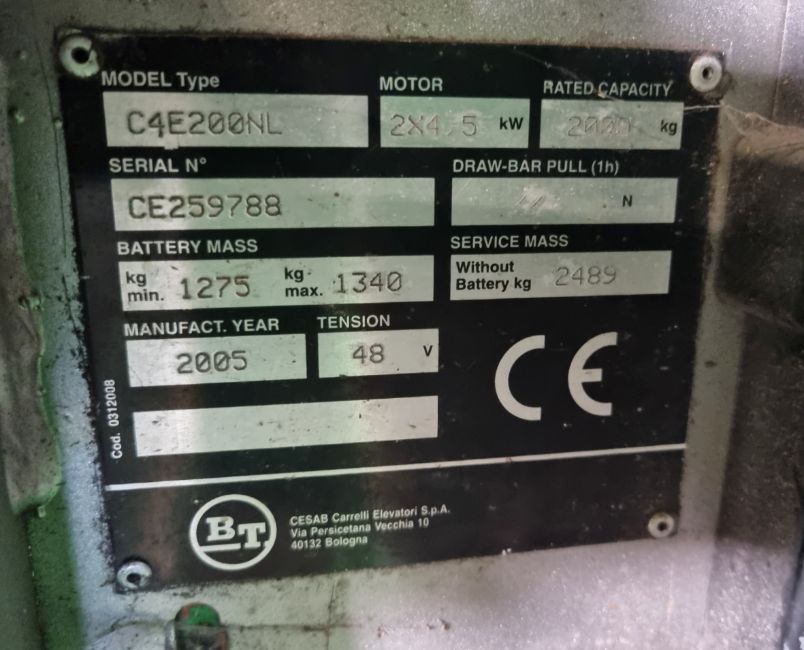 MODEL Type MOTOR RATED CAPACITY
C4E200NL 2X4.5 kW 2000 kg
SERIAL N° DRAW-BAR PULL (1h)
CE259788 N
BATTERY MASS SERVICE MASS
kg min. 1275 kg max. 1340 Without Battery kg 2489
MANUFACT. YEAR TENSION
2005 48 V
CE
Cod. 0312008
BT
CESAB Carrelli Elevatori S.p.A.
Via Persicetana Vecchia 10
40132 Bologna